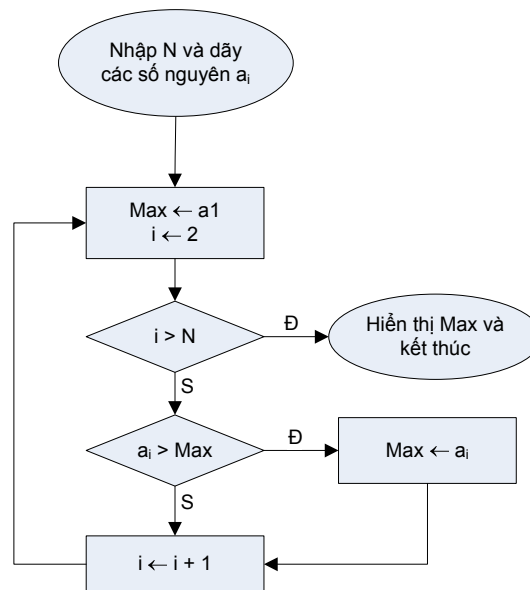 Nhập N và dãy
các số nguyên aᵢ
Max ← a1
i ← 2
i > N
Đ
Hiển thị Max và
kết thúc
S
aᵢ > Max
Đ
Max ← aᵢ
S
i ← i + 1